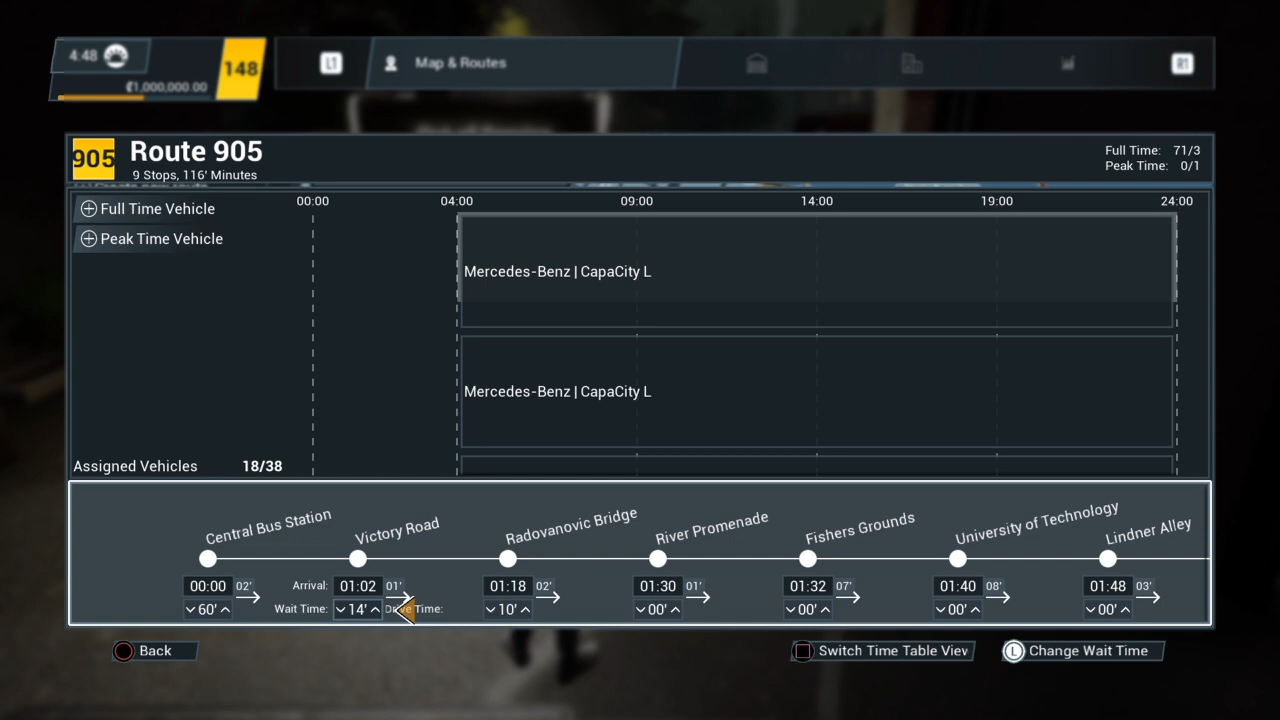 4:48
148
₡1,000,000.00
L1
Map & Routes
R1
905
Route 905
9 Stops, 116' Minutes
Full Time: 71/3
Peak Time: 0/1
Full Time Vehicle
Peak Time Vehicle
00:00 04:00 09:00 14:00 19:00 24:00
Mercedes-Benz | CapaCity L
Mercedes-Benz | CapaCity L
Assigned Vehicles 18/38
Central Bus Station Victory Road Radovanovic Bridge River Promenade Fishers Grounds University of Technology Lindner Alley
00:00 02' Arrival: 01:02 01' 01:18 02' 01:30 01' 01:32 07' 01:40 08' 01:48 03'
60' Wait Time: 14' Time: 10' 00' 00' 00' 00'
Back
Switch Time Table View
L Change Wait Time